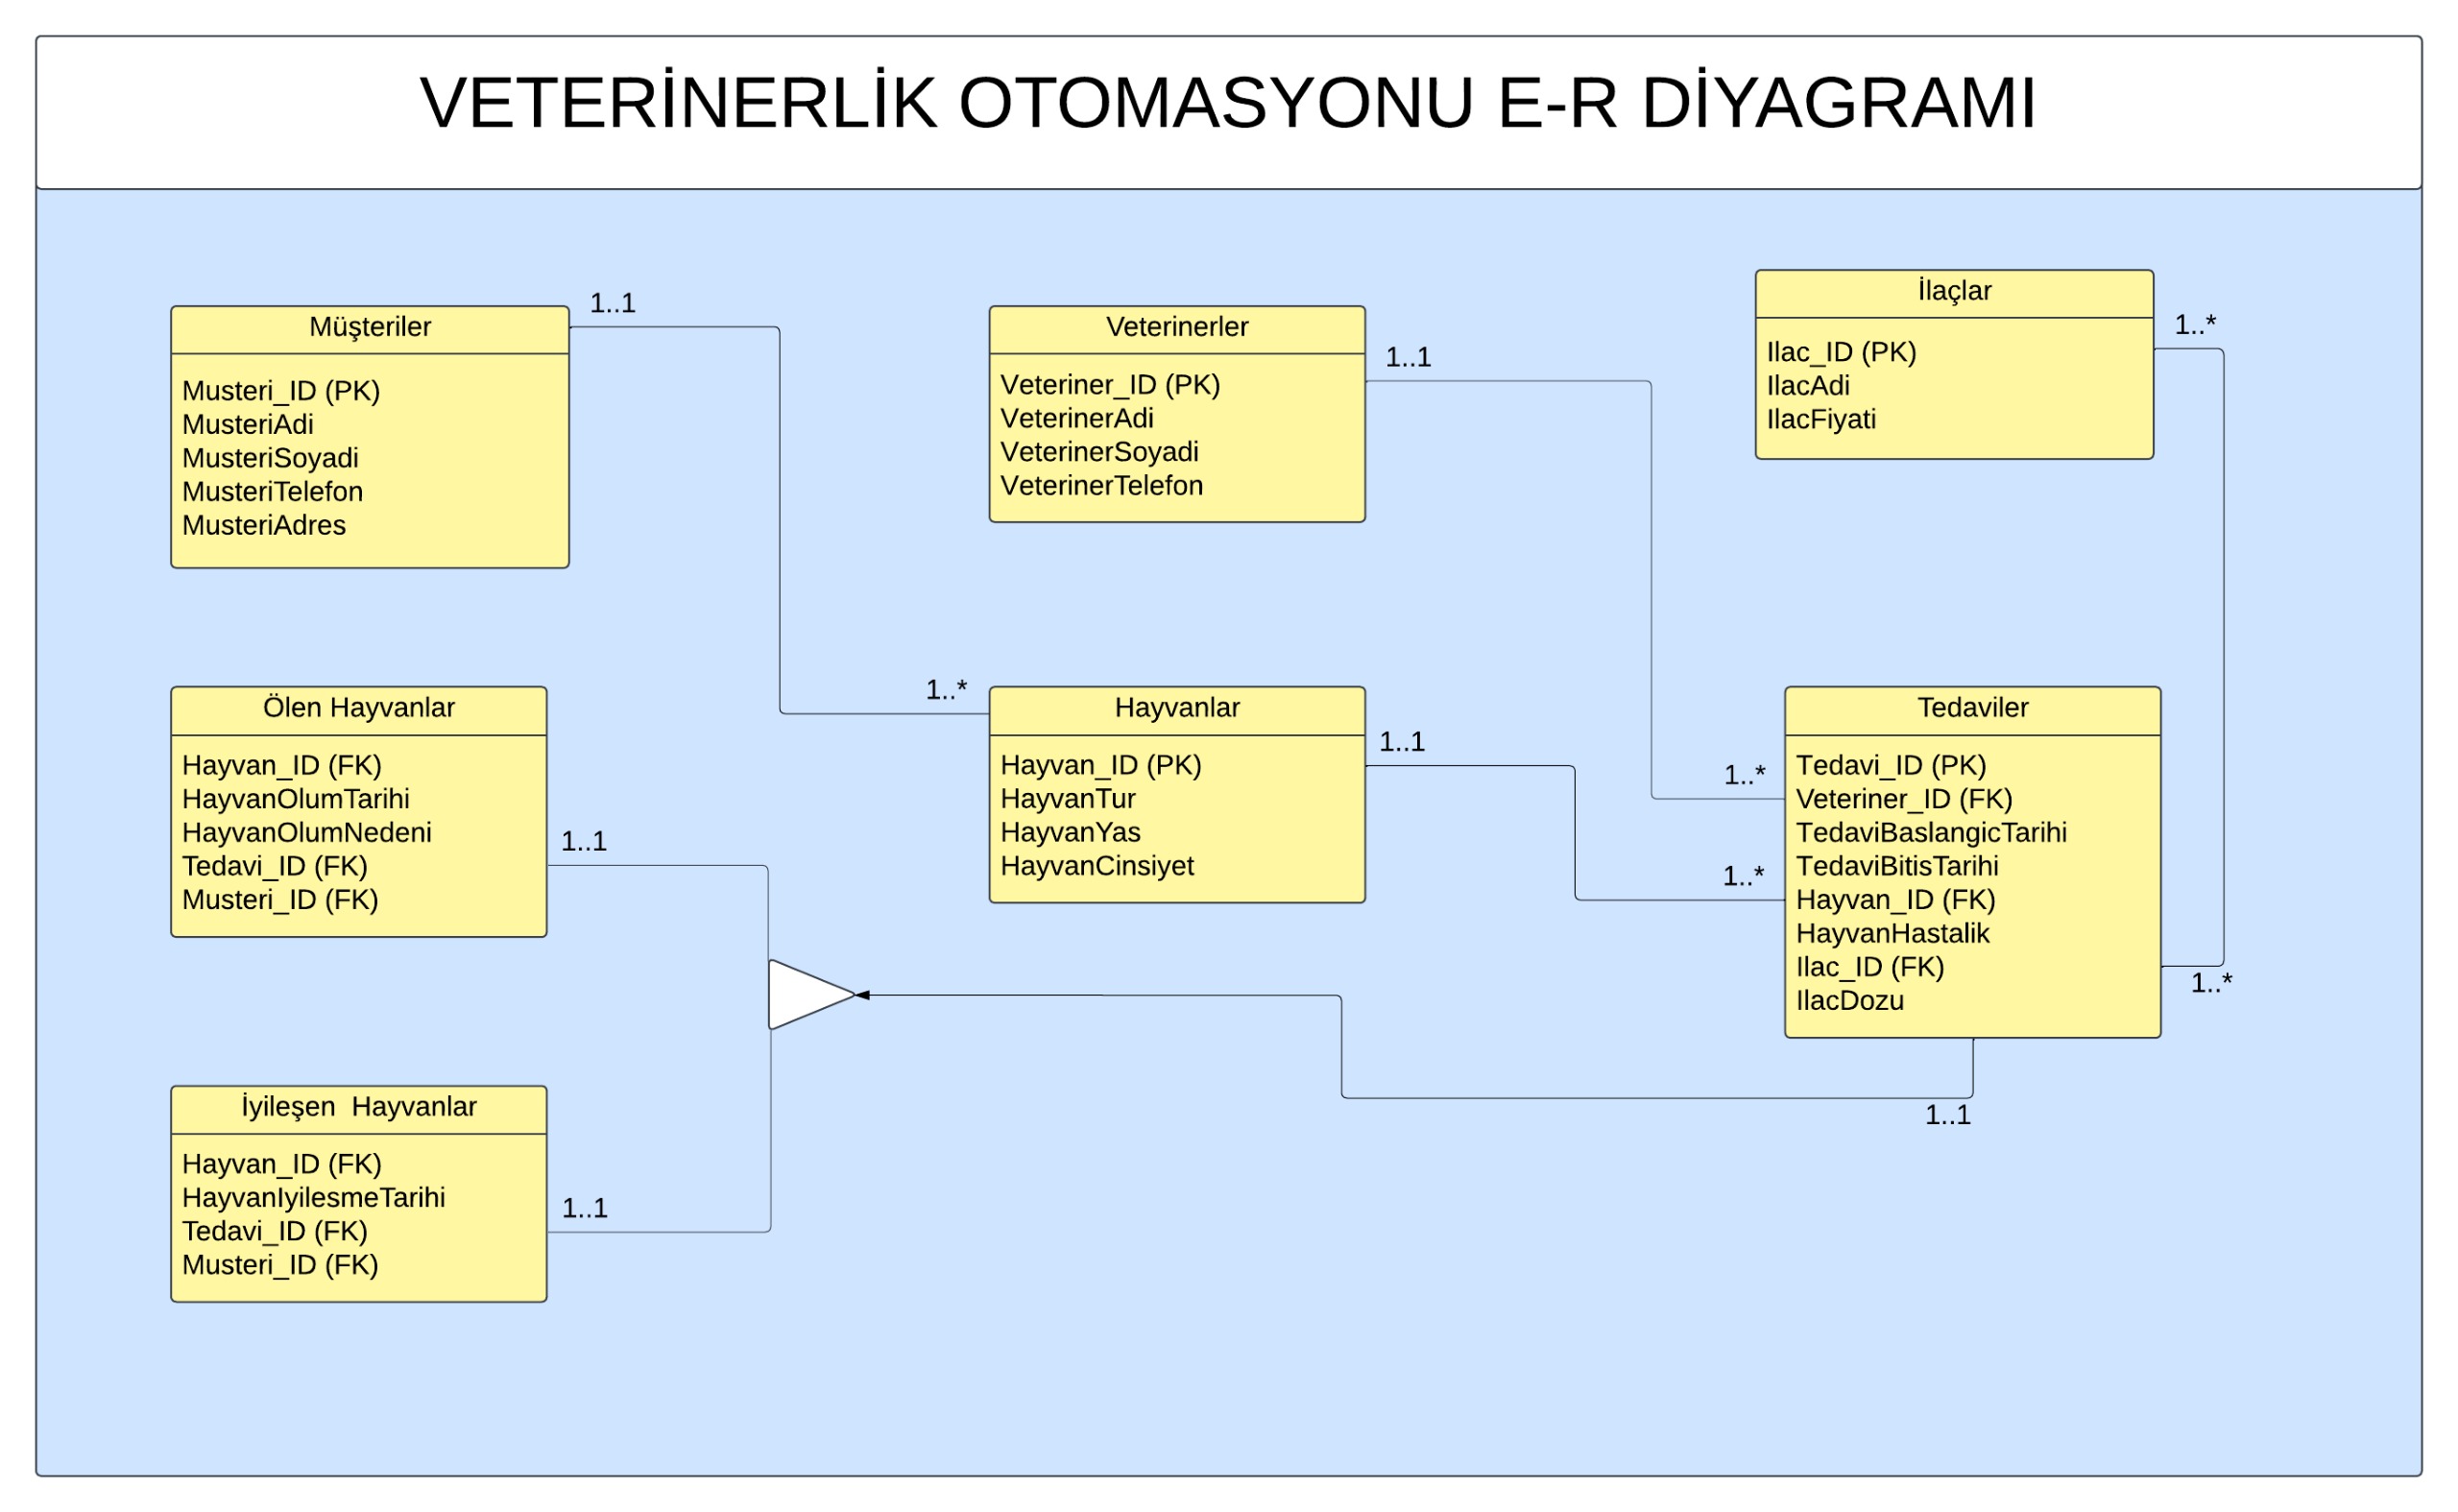 VETERİNERLİK OTOMASYONU E-R DİYAGRAMI
Müşteriler
Musteri_ID (PK)
MusteriAdi
MusteriSoyadi
MusteriTelefon
MusteriAdres
1..1
1..*
Veterinerler
Veteriner_ID (PK)
VeterinerAdi
VeterinerSoyadi
VeterinerTelefon
1..1
1..*
İlaçlar
Ilac_ID (PK)
IlacAdi
IlacFiyati
1..*
1..*
Ölen Hayvanlar
Hayvan_ID (FK)
HayvanOlumTarihi
HayvanOlumNedeni
Tedavi_ID (FK)
Musteri_ID (FK)
1..1
Hayvanlar
Hayvan_ID (PK)
HayvanTur
HayvanYas
HayvanCinsiyet
1..1
1..*
Tedaviler
Tedavi_ID (PK)
Veteriner_ID (FK)
TedaviBaslangicTarihi
TedaviBitisTarihi
Hayvan_ID (FK)
HayvanHastalik
Ilac_ID (FK)
IlacDozu
1..1
İyileşen  Hayvanlar
Hayvan_ID (FK)
HayvanIyilesmeTarihi
Tedavi_ID (FK)
Musteri_ID (FK)
1..1